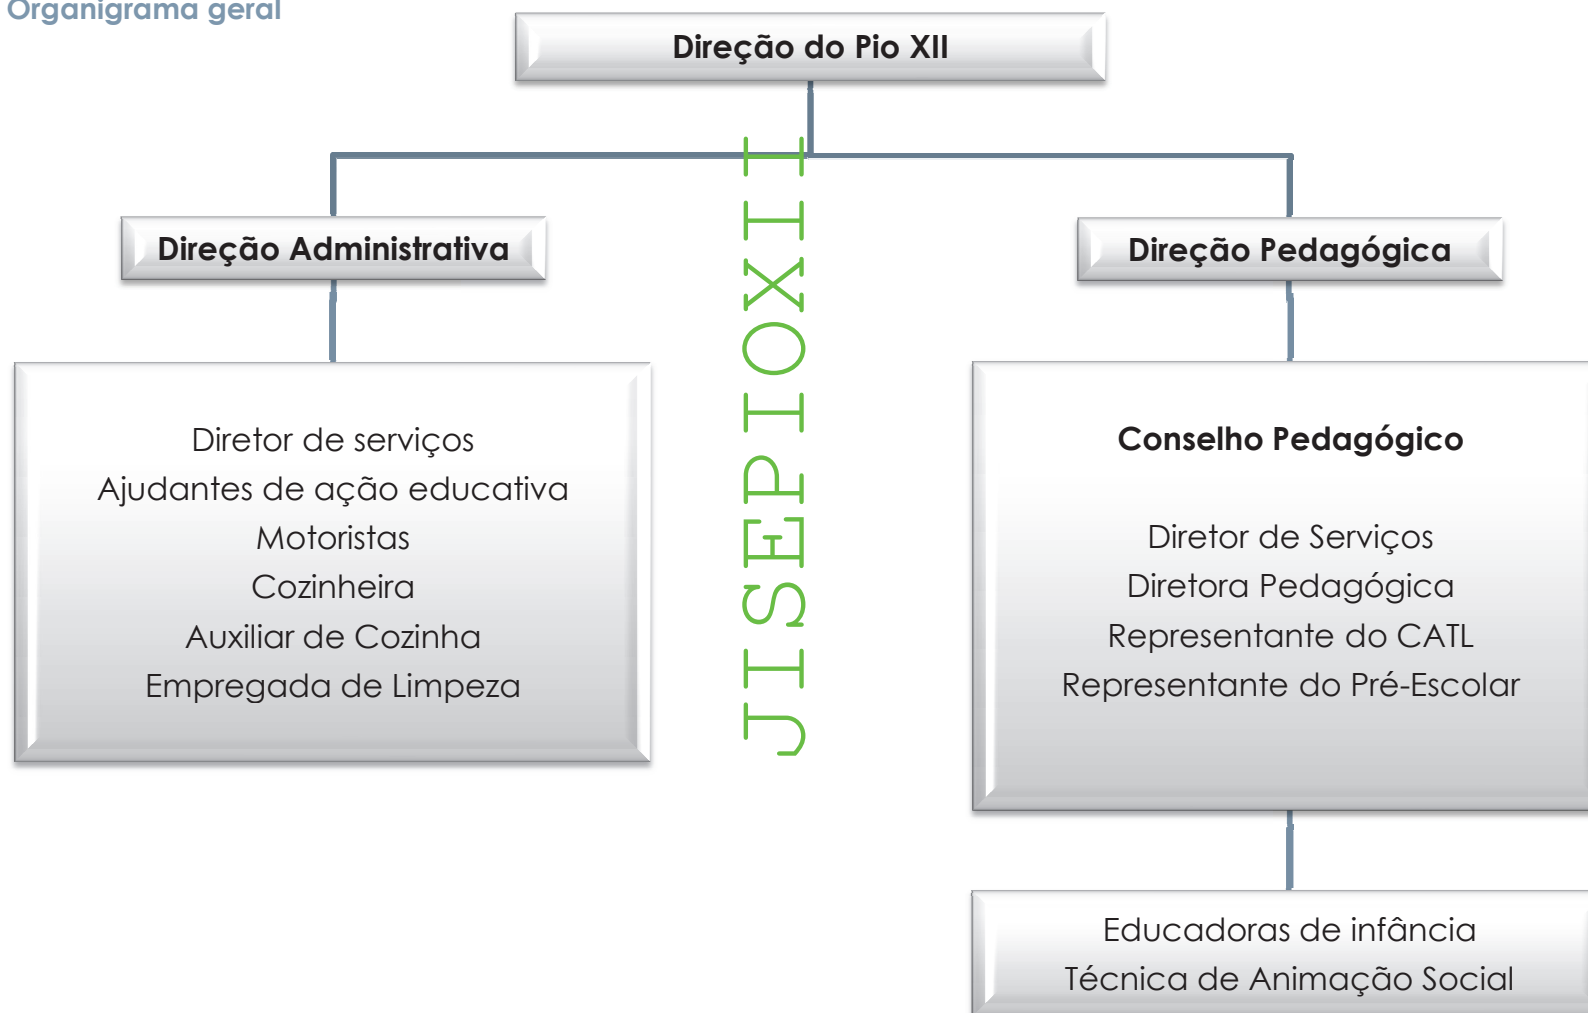 Organigrama geral
Direção do Pio XII
Direção Administrativa
Direção Pedagógica
JISEPIOXII
Diretor de serviços
Ajudantes de ação educativa
Motoristas
Cozinheira
Auxiliar de Cozinha
Empregada de Limpeza
Conselho Pedagógico
Diretor de Serviços
Diretora Pedagógica
Representante do CATL
Representante do Pré-Escolar
Educadoras de infância
Técnica de Animação Social